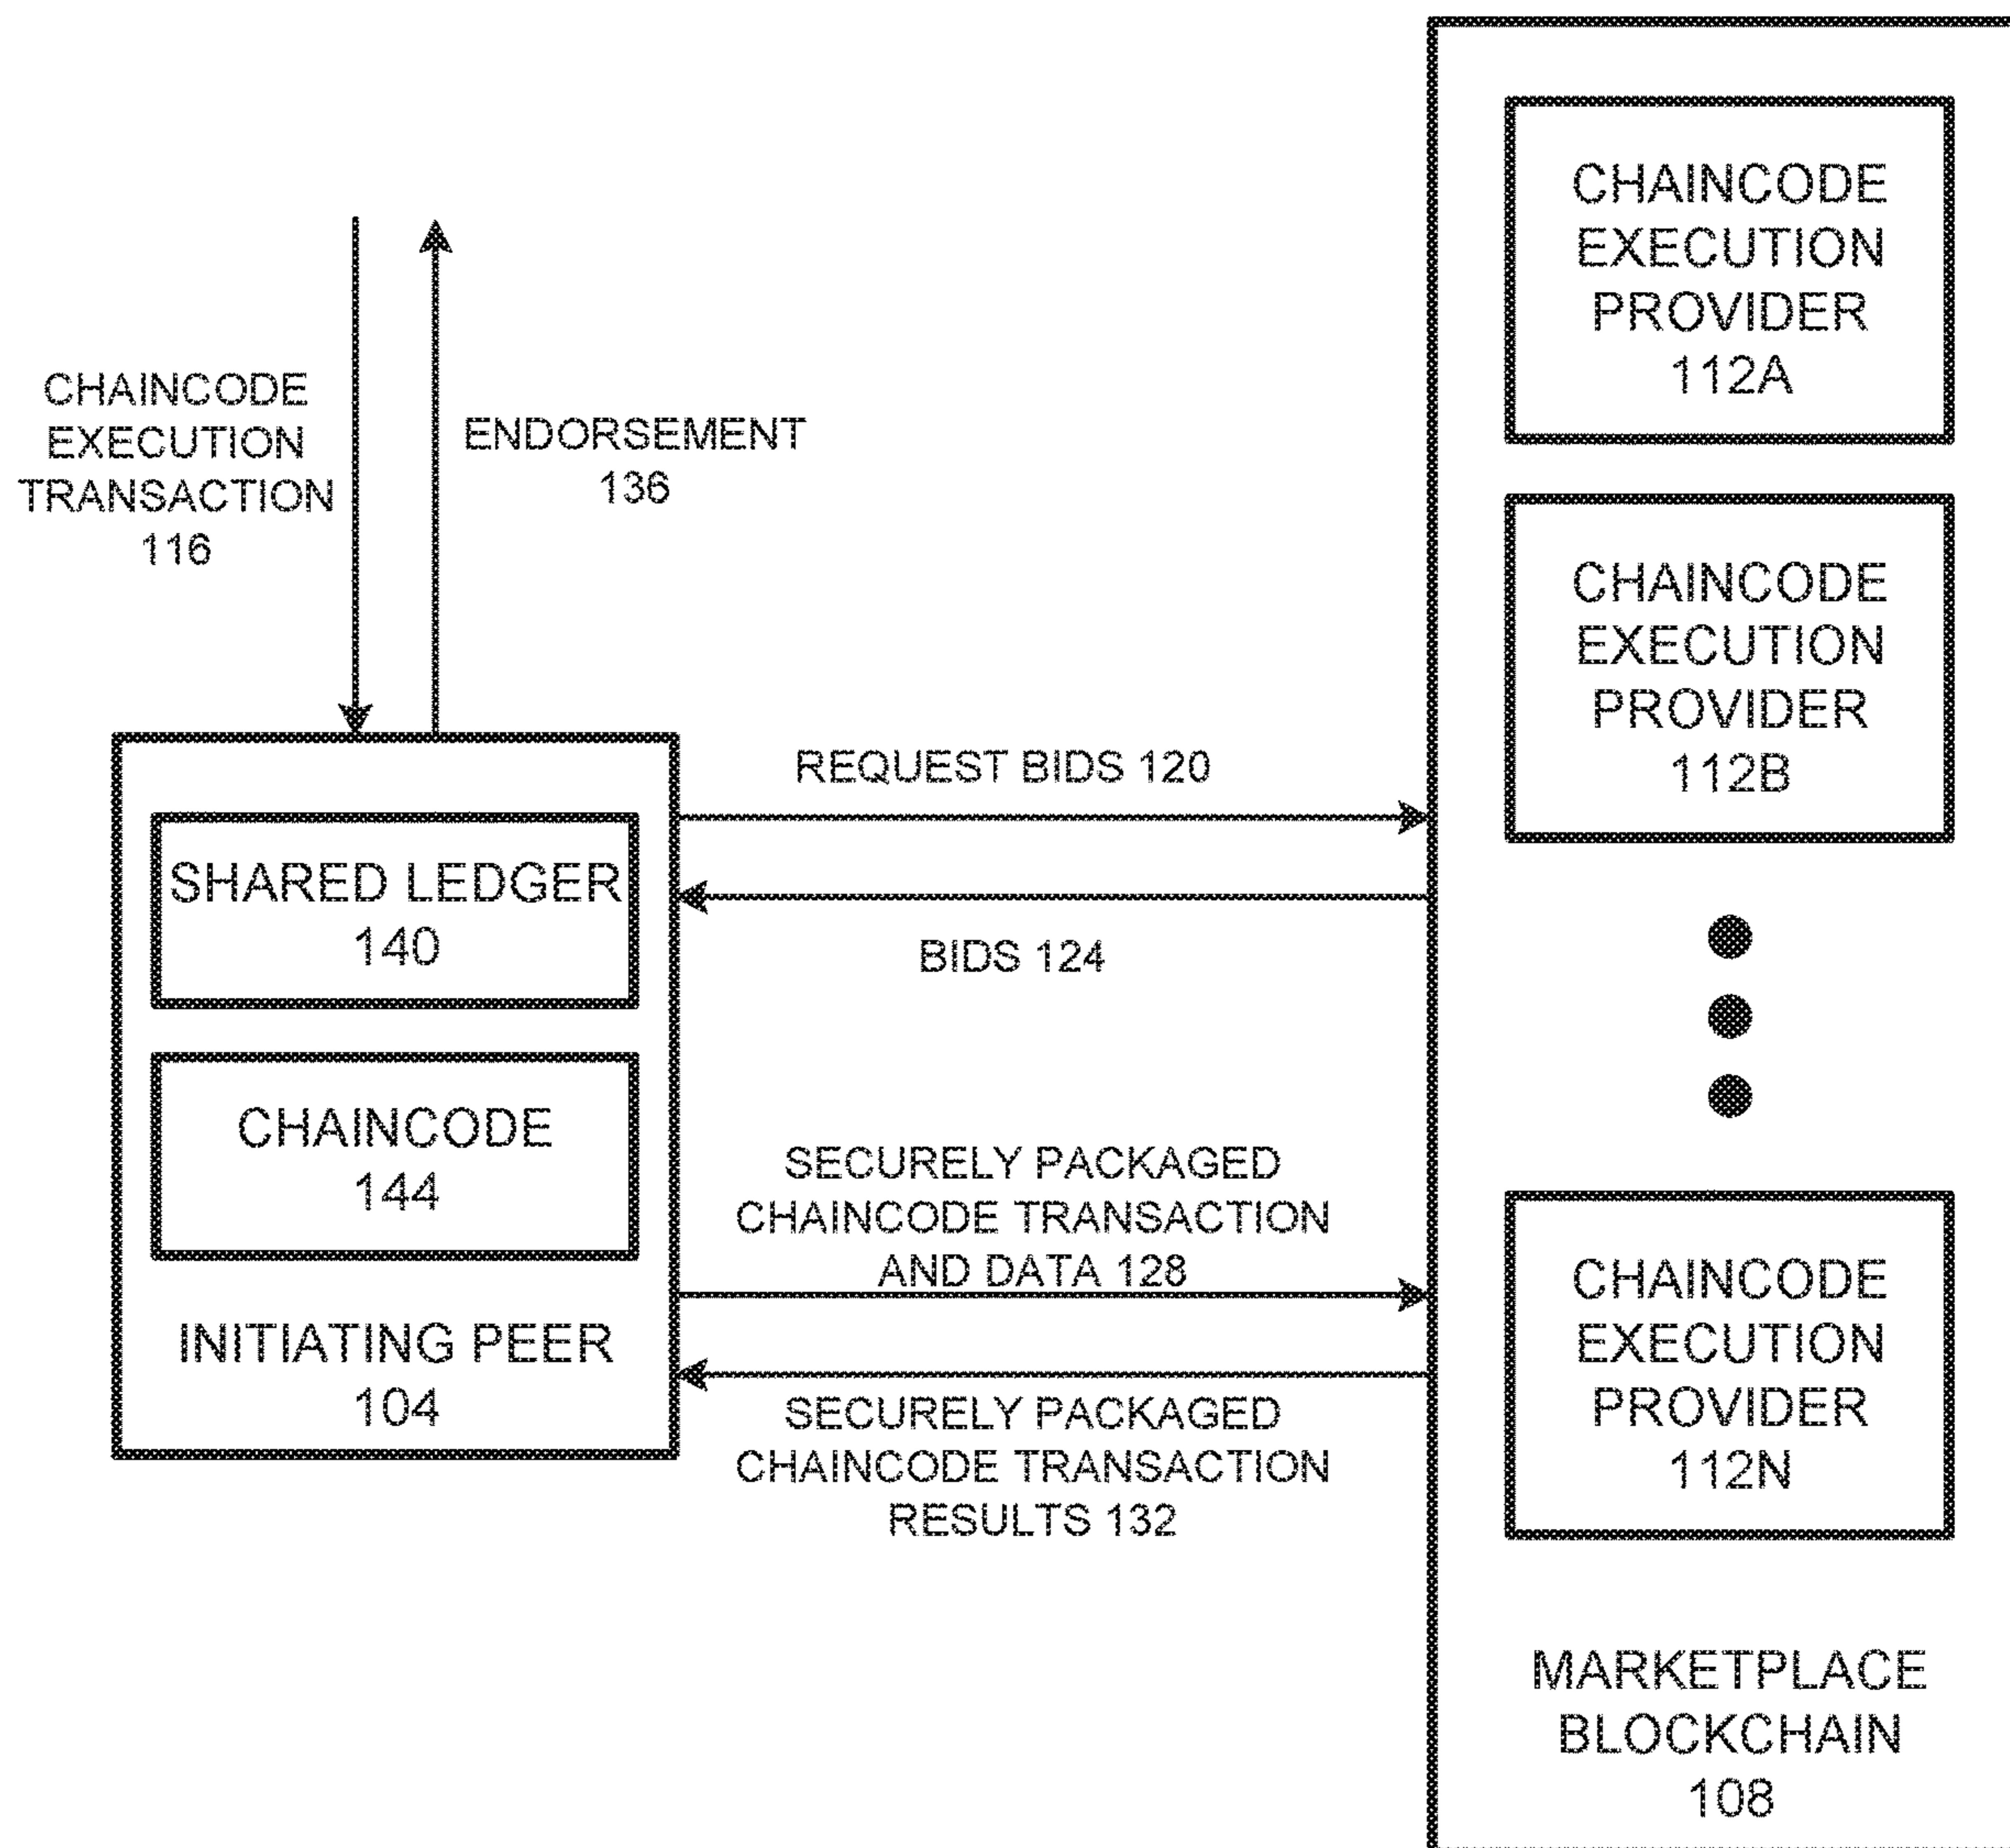 CHAINCODE
EXECUTION
TRANSACTION
116
ENDORSEMENT
136
SHARED LEDGER
140
CHAINCODE
144
INITIATING PEER
104
REQUEST BIDS 120
BIDS 124
SECURELY PACKAGED
CHAINCODE TRANSACTION
AND DATA 128
SECURELY PACKAGED
CHAINCODE TRANSACTION
RESULTS 132
CHAINCODE
EXECUTION
PROVIDER
112A
CHAINCODE
EXECUTION
PROVIDER
112B
CHAINCODE
EXECUTION
PROVIDER
112N
MARKETPLACE
BLOCKCHAIN
108